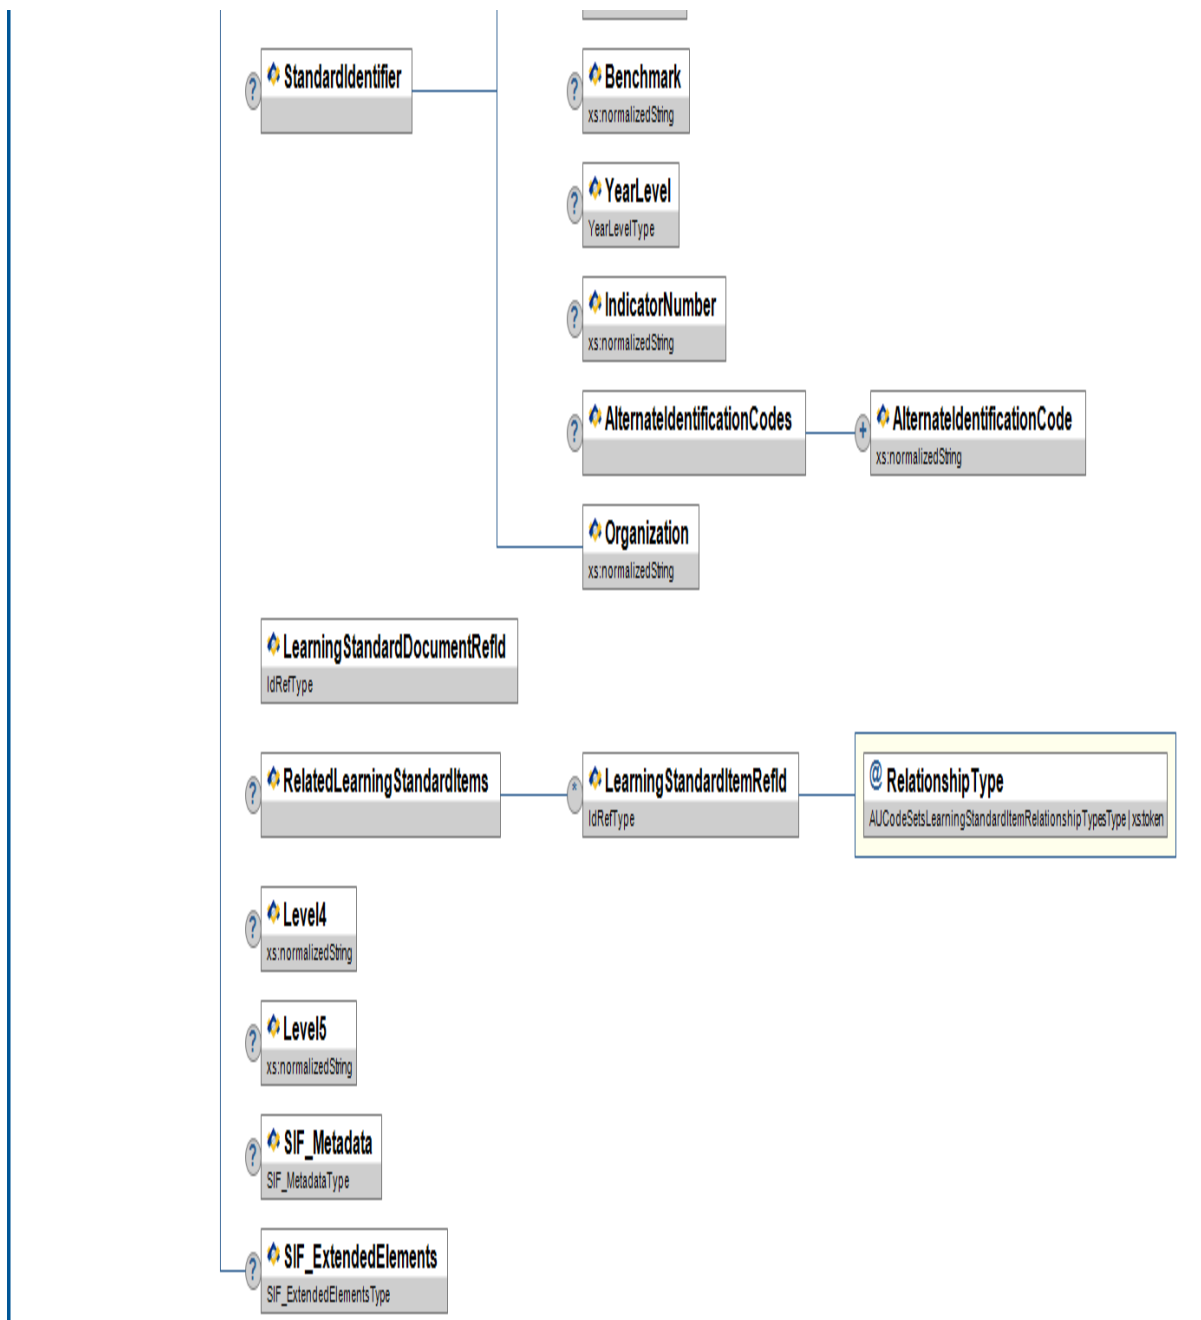 StandardIdentifier
?
Benchmark
xs:normalizedString
?
YearLevel
YearLevelType
?
IndicatorNumber
xs:normalizedString
?
AlternateIdentificationCodes
?
AlternateIdentificationCode
xs:normalizedString
+
Organization
xs:normalizedString
LearningStandardDocumentRefId
IdRefType
RelatedLearningStandardItems
?
LearningStandardItemRefId
IdRefType
*
@ RelationshipType
AUCodeSetsLearningStandardItemRelationshipTypesType | xs:token
Level4
xs:normalizedString
?
Level5
xs:normalizedString
?
SIF_Metadata
SIF_MetadataType
?
SIF_ExtendedElements
SIF_ExtendedElementsType
?